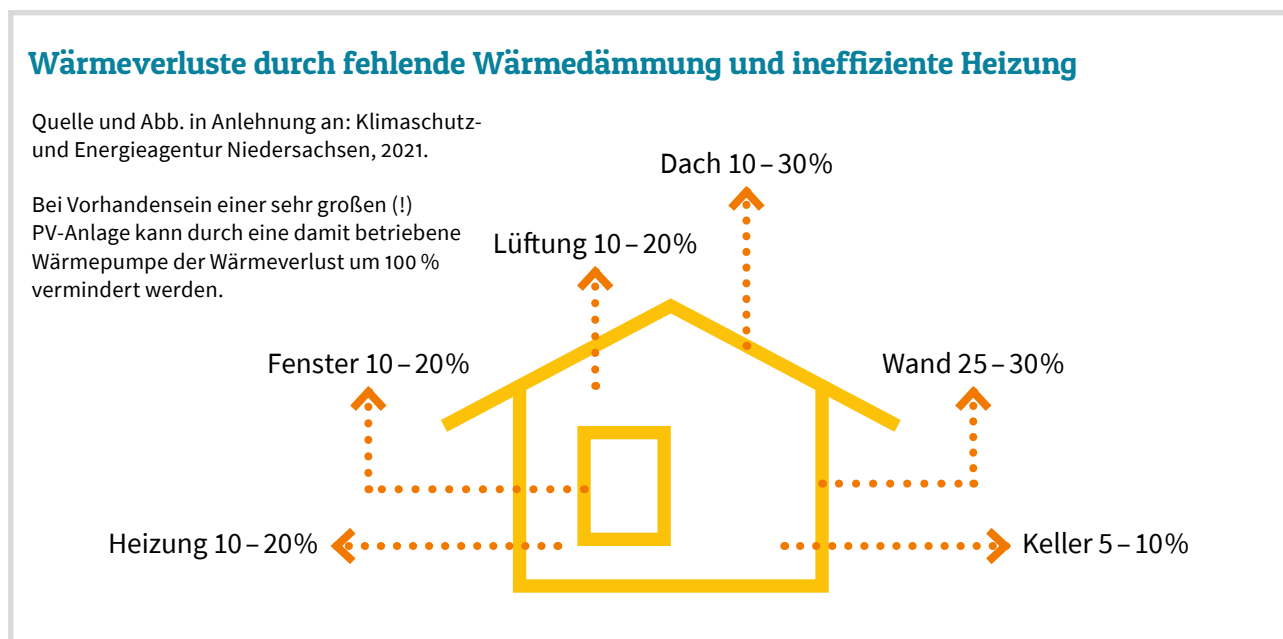 Wärmeverluste durch fehlende Wärmedämmung und ineffiziente Heizung
Quelle und Abb. in Anlehnung an: Klimaschutz-
und Energieagentur Niedersachsen, 2021.
Bei Vorhandensein einer sehr großen (!)
PV-Anlage kann durch eine damit betriebene
Wärmepumpe der Wärmeverlust um 100 %
vermindert werden.
Dach 10 – 30 %
Lüftung 10 – 20 %
Fenster 10 – 20 %
Wand 25 – 30 %
Heizung 10 – 20 %
Keller 5 – 10 %